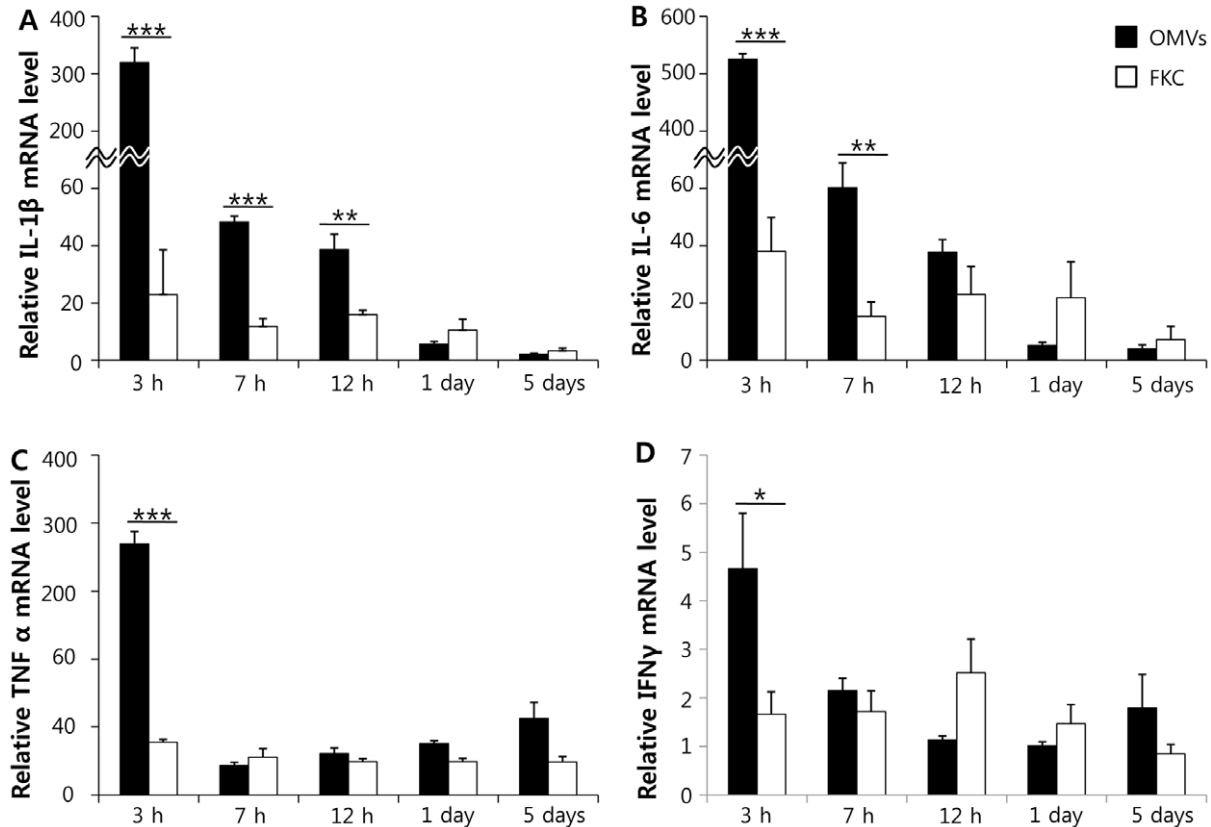 A
Relative IL-1β mRNA level
400
300
200
60
40
20
0
***
***
**
3 h
7 h
12 h
1 day
5 days
B
Relative IL-6 mRNA level
600
500
400
60
40
20
0
***
**
3 h
7 h
12 h
1 day
5 days
OMVs
FKC
C
Relative TNF α mRNA level
400
300
200
60
40
0
***
3 h
7 h
12 h
1 day
5 days
D
Relative IFNγ mRNA level
7
6
5
4
3
2
1
0
*
3 h
7 h
12 h
1 day
5 days